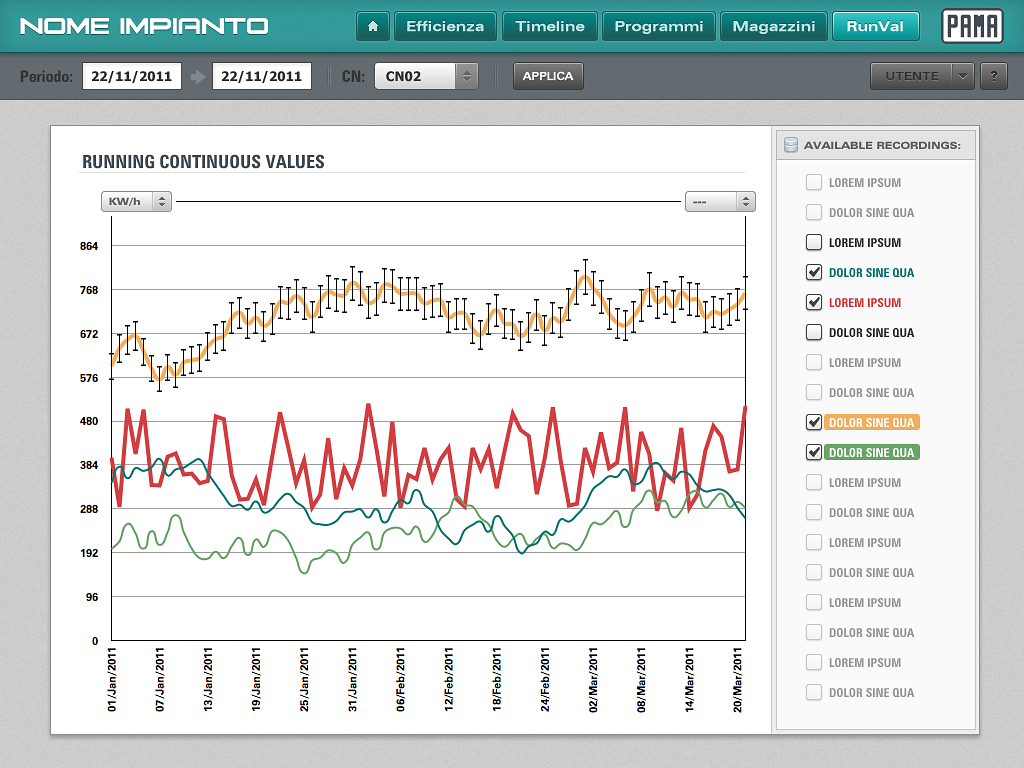 NOME IMPIANTO
Efficienza Timeline Programmi Magazzini RunVal PAMA
Periodo: 22/11/2011 22/11/2011 CN: CN02 APPLICA UTENTE ?
RUNNING CONTINUOUS VALUES
KW/h ---
864
768
672
576
480
384
288
192
96
0
01/Jan/2011
07/Jan/2011
13/Jan/2011
19/Jan/2011
25/Jan/2011
31/Jan/2011
06/Feb/2011
12/Feb/2011
18/Feb/2011
24/Feb/2011
02/Mar/2011
08/Mar/2011
14/Mar/2011
20/Mar/2011
AVAILABLE RECORDINGS:
LOREM IPSUM
DOLOR SINE QUA
LOREM IPSUM
DOLOR SINE QUA
LOREM IPSUM
DOLOR SINE QUA
LOREM IPSUM
DOLOR SINE QUA
DOLOR SINE QUA
DOLOR SINE QUA
LOREM IPSUM
DOLOR SINE QUA
LOREM IPSUM
DOLOR SINE QUA
LOREM IPSUM
DOLOR SINE QUA
LOREM IPSUM
DOLOR SINE QUA